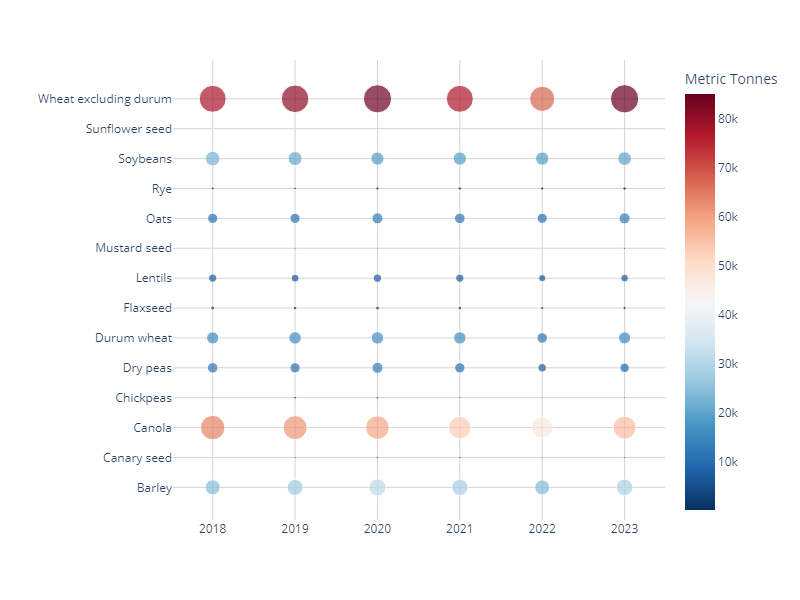 Metric Tonnes
Wheat excluding durum
Sunflower seed
Soybeans
Rye
Oats
Mustard seed
Lentils
Flaxseed
Durum wheat
Dry peas
Chickpeas
Canola
Canary seed
Barley
2018 2019 2020 2021 2022 2023
80k
70k
60k
50k
40k
30k
20k
10k